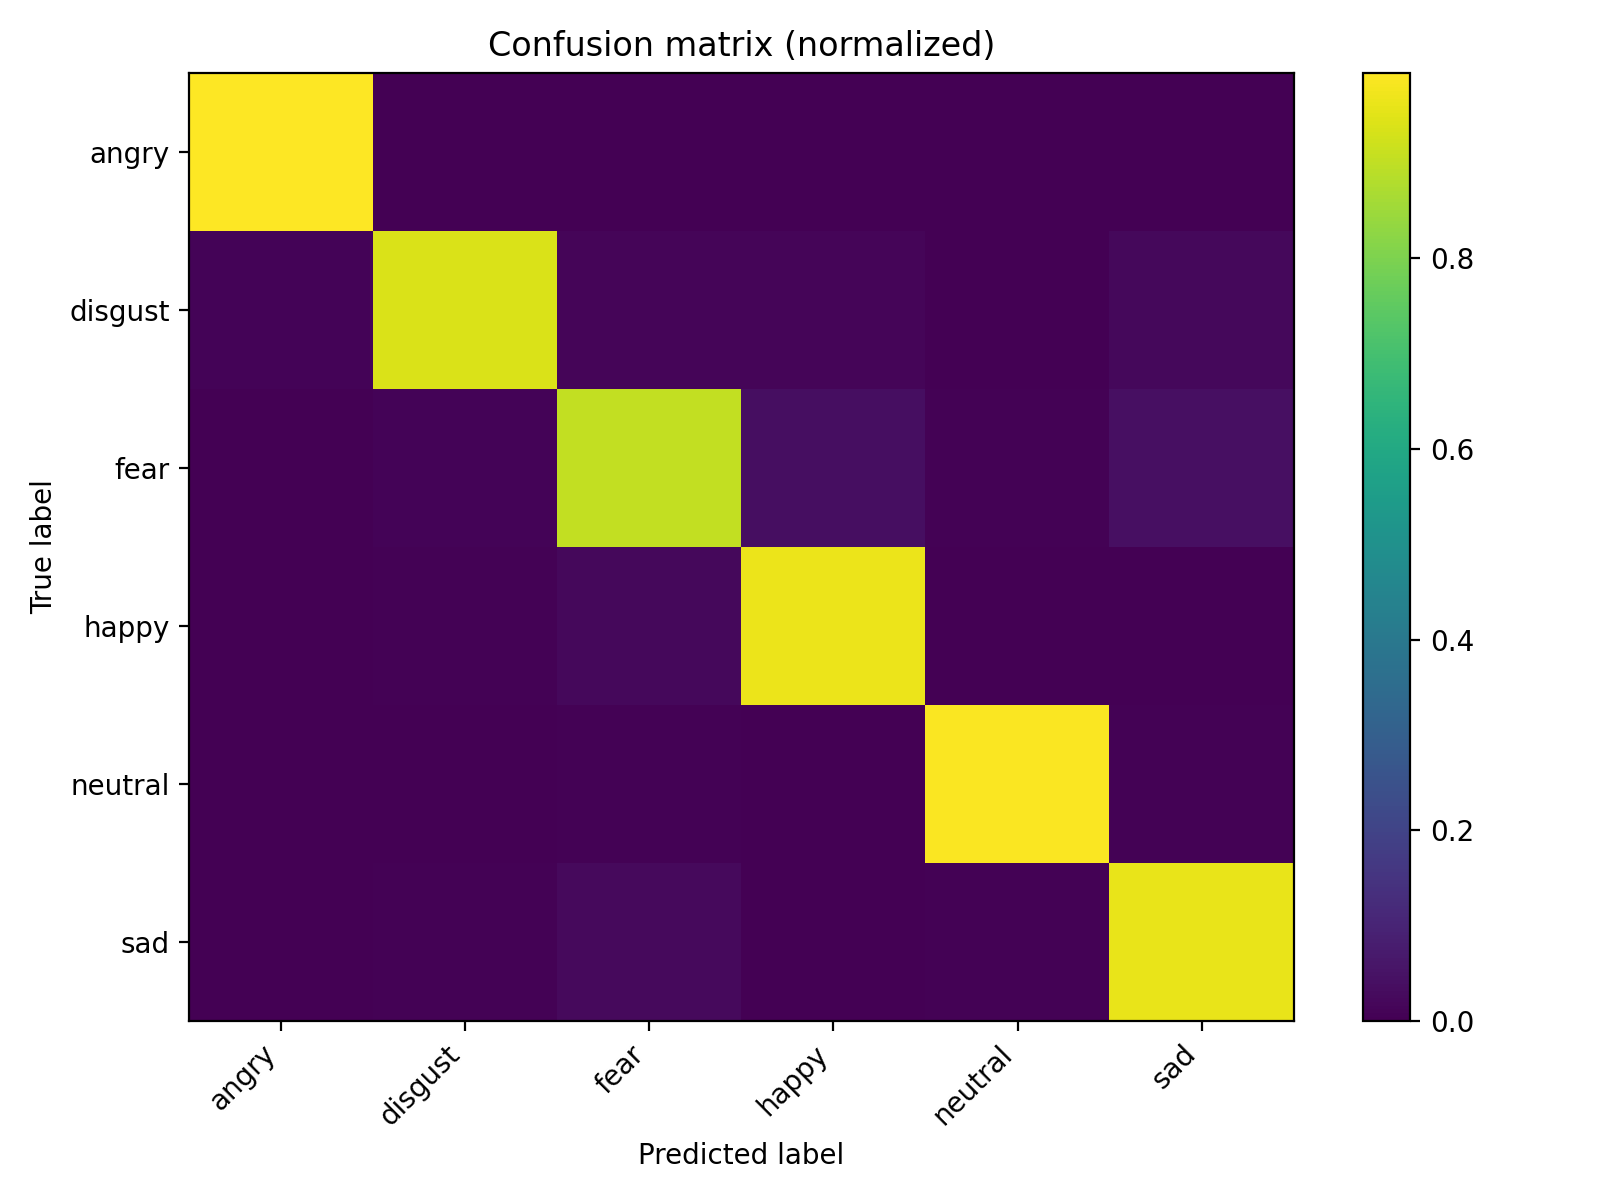 Confusion matrix (normalized)
angry
disgust
fear
happy
neutral
sad
True label
angry
disgust
fear
happy
neutral
sad
Predicted label
0.8
0.6
0.4
0.2
0.0